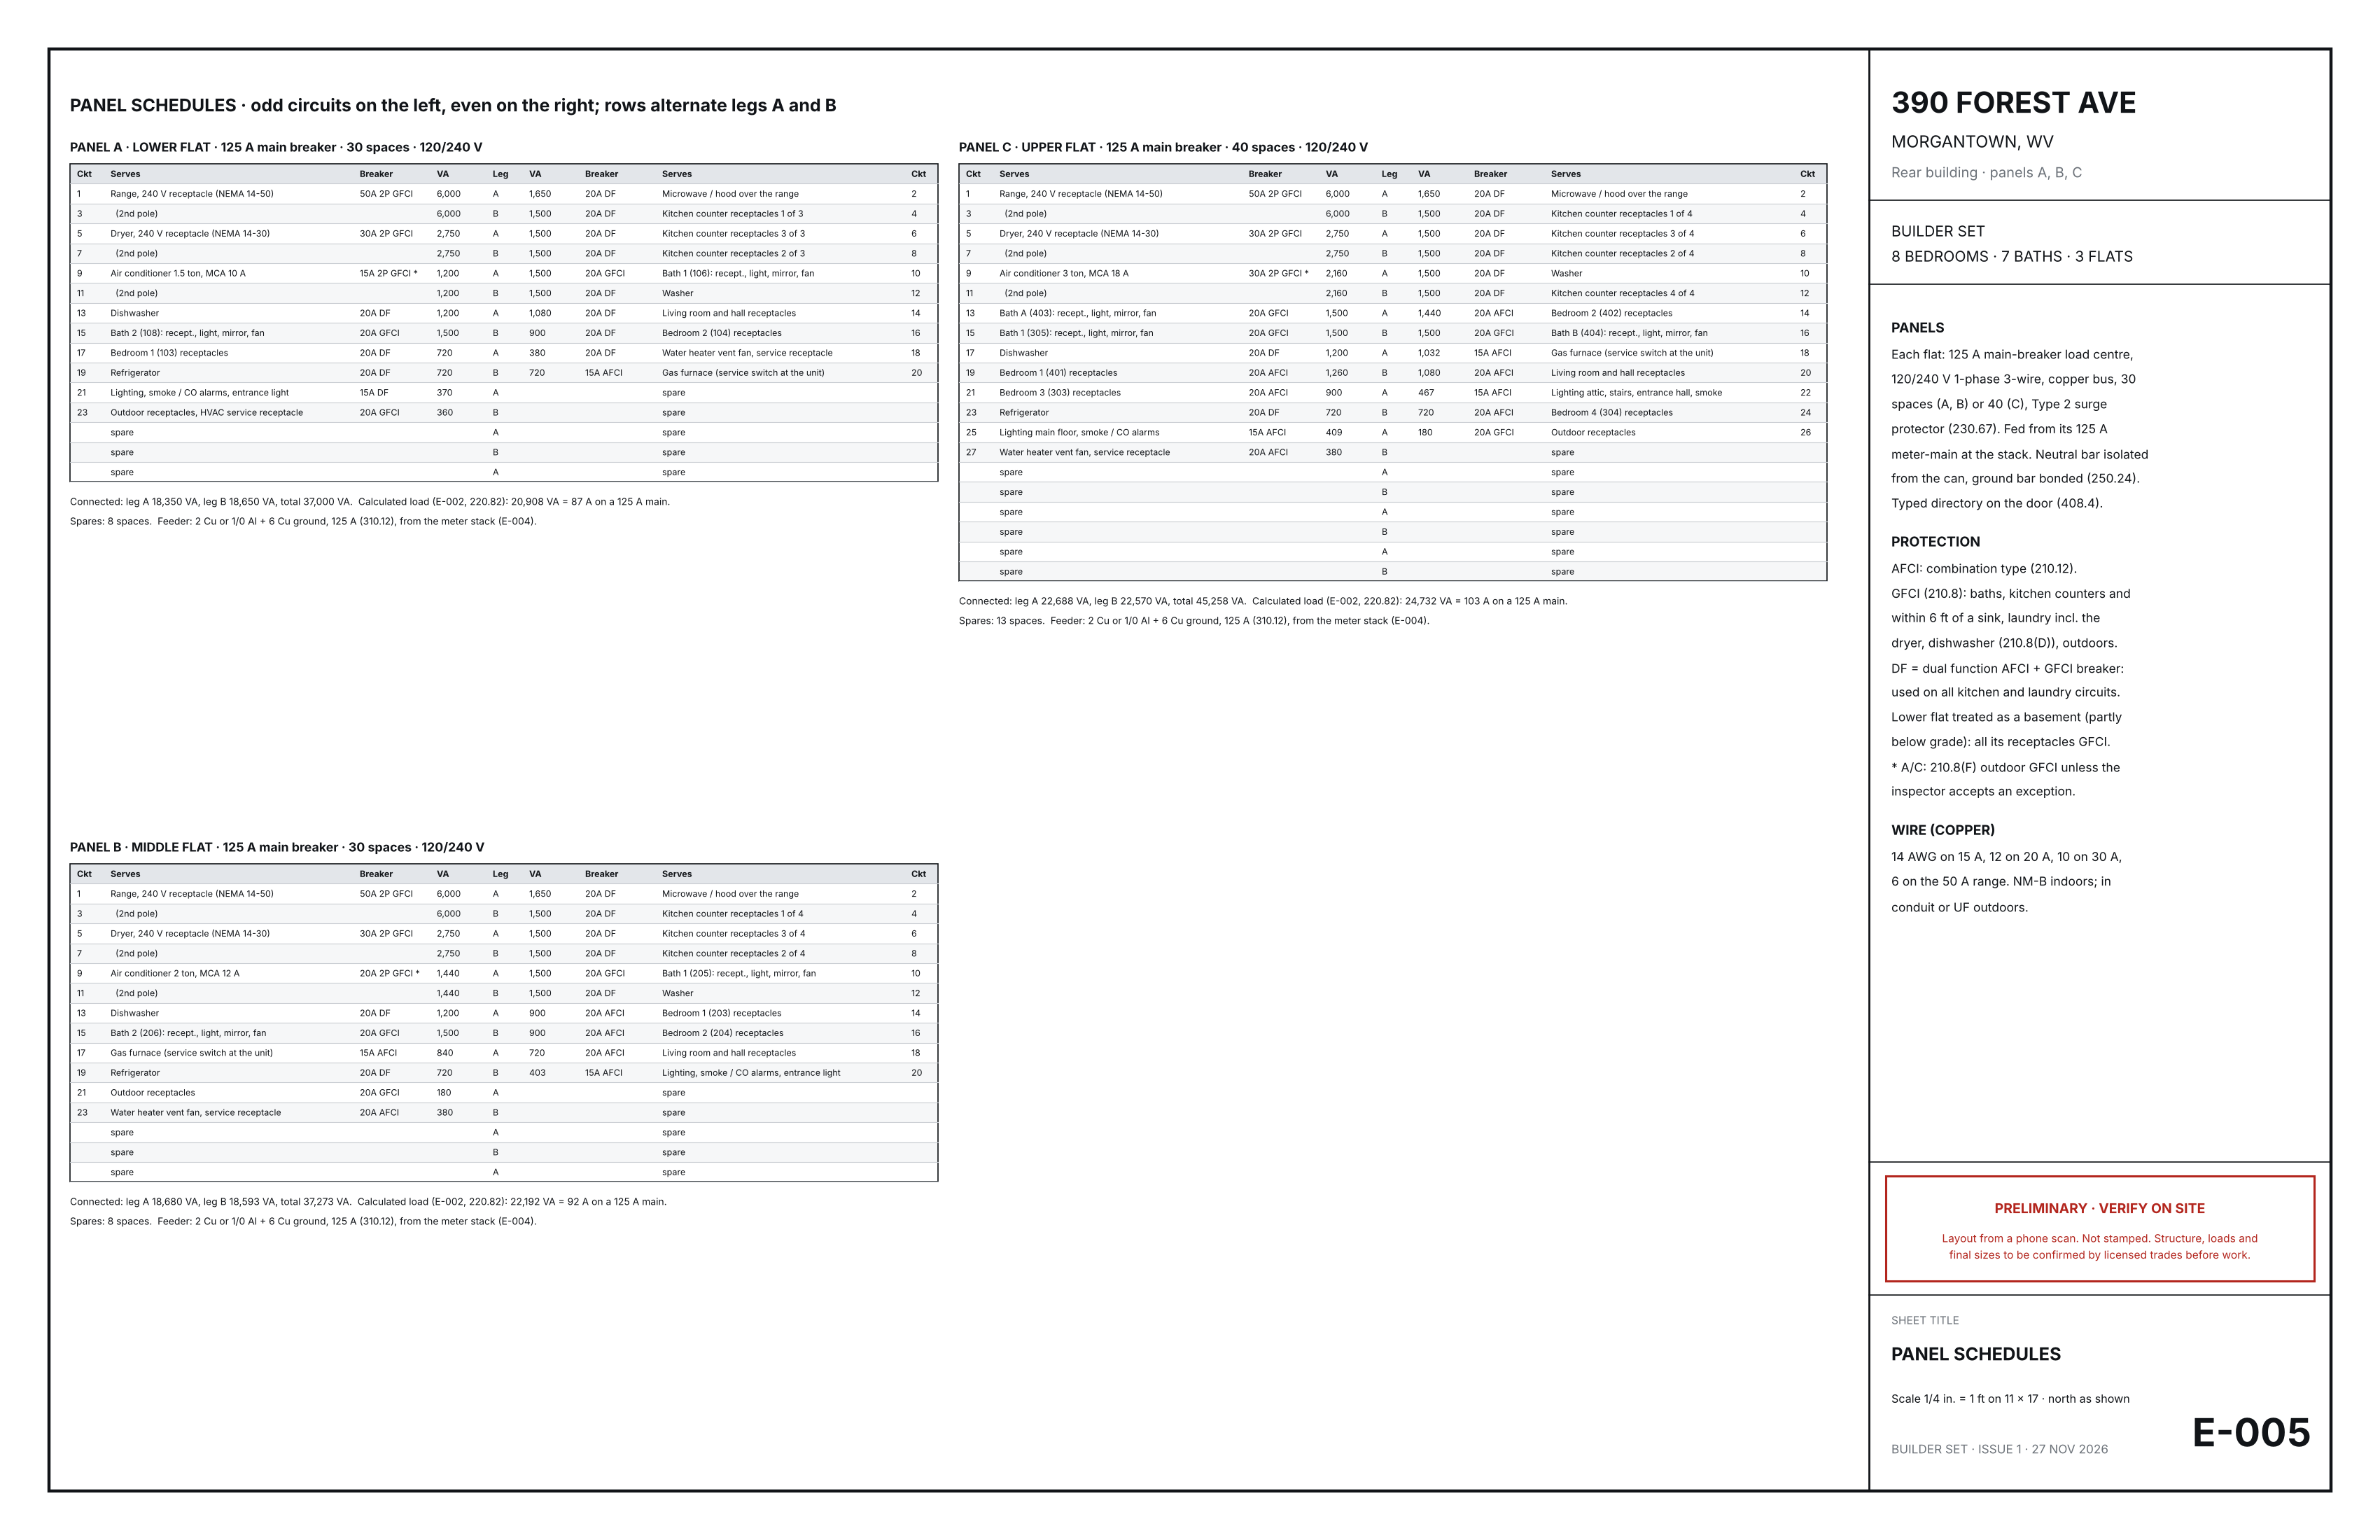 PANEL SCHEDULES · odd circuits on the left, even on the right; rows alternate legs A and B
PANEL A · LOWER FLAT · 125 A main breaker · 30 spaces · 120/240 V
Ckt Serves Breaker VA Leg VA Breaker Serves Ckt
1 Range, 240 V receptacle (NEMA 14-50) 50A 2P GFCI 6,000 A 1,650 20A DF Microwave / hood over the range 2
3 (2nd pole) 6,000 B 1,500 20A DF Kitchen counter receptacles 1 of 3 4
5 Dryer, 240 V receptacle (NEMA 14-30) 30A 2P GFCI 2,750 A 1,500 20A DF Kitchen counter receptacles 3 of 3 6
7 (2nd pole) 2,750 B 1,500 20A DF Kitchen counter receptacles 2 of 3 8
9 Air conditioner 1.5 ton, MCA 10 A 15A 2P GFCI * 1,200 A 1,500 20A GFCI Bath 1 (106): recept., light, mirror, fan 10
11 (2nd pole) 1,200 B 1,500 20A DF Washer 12
13 Dishwasher 20A DF 1,200 A 1,080 20A DF Living room and hall receptacles 14
15 Bath 2 (108): recept., light, mirror, fan 20A GFCI 1,500 B 900 20A DF Bedroom 2 (104) receptacles 16
17 Bedroom 1 (103) receptacles 20A DF 720 A 380 20A DF Water heater vent fan, service receptacle 18
19 Refrigerator 20A DF 720 B 720 15A AFCI Gas furnace (service switch at the unit) 20
21 Lighting, smoke / CO alarms, entrance light 15A DF 370 A spare
23 Outdoor receptacles, HVAC service receptacle 20A GFCI 360 B spare
spare A spare
spare B spare
spare A spare
Connected: leg A 18,350 VA, leg B 18,650 VA, total 37,000 VA. Calculated load (E-002, 220.82): 20,908 VA = 87 A on a 125 A main.
Spares: 8 spaces. Feeder: 2 Cu or 1/0 Al + 6 Cu ground, 125 A (310.12), from the meter stack (E-004).
PANEL C · UPPER FLAT · 125 A main breaker · 40 spaces · 120/240 V
Ckt Serves Breaker VA Leg VA Breaker Serves Ckt
1 Range, 240 V receptacle (NEMA 14-50) 50A 2P GFCI 6,000 A 1,650 20A DF Microwave / hood over the range 2
3 (2nd pole) 6,000 B 1,500 20A DF Kitchen counter receptacles 1 of 4 4
5 Dryer, 240 V receptacle (NEMA 14-30) 30A 2P GFCI 2,750 A 1,500 20A DF Kitchen counter receptacles 3 of 4 6
7 (2nd pole) 2,750 B 1,500 20A DF Kitchen counter receptacles 2 of 4 8
9 Air conditioner 3 ton, MCA 18 A 30A 2P GFCI * 2,160 A 1,500 20A DF Washer 10
11 (2nd pole) 2,160 B 1,500 20A DF Kitchen counter receptacles 4 of 4 12
13 Bath A (403): recept., light, mirror, fan 20A GFCI 1,500 A 1,440 20A AFCI Bedroom 2 (402) receptacles 14
15 Bath 1 (305): recept., light, mirror, fan 20A GFCI 1,500 B 1,500 20A GFCI Bath B (404): recept., light, mirror, fan 16
17 Dishwasher 20A DF 1,200 A 1,032 15A AFCI Gas furnace (service switch at the unit) 18
19 Bedroom 1 (401) receptacles 20A AFCI 1,260 B 1,080 20A AFCI Living room and hall receptacles 20
21 Bedroom 3 (303) receptacles 20A AFCI 900 A 467 15A AFCI Lighting attic, stairs, entrance hall, smoke 22
23 Refrigerator 20A DF 720 B 720 20A AFCI Bedroom 4 (304) receptacles 24
25 Lighting main floor, smoke / CO alarms 15A AFCI 409 A 180 20A GFCI Outdoor receptacles 26
27 Water heater vent fan, service receptacle 20A AFCI 380 B spare
spare A spare
spare B spare
spare A spare
spare B spare
spare A spare
spare B spare
Connected: leg A 22,688 VA, leg B 22,570 VA, total 45,258 VA. Calculated load (E-002, 220.82): 24,732 VA = 103 A on a 125 A main.
Spares: 13 spaces. Feeder: 2 Cu or 1/0 Al + 6 Cu ground, 125 A (310.12), from the meter stack (E-004).
PANEL B · MIDDLE FLAT · 125 A main breaker · 30 spaces · 120/240 V
Ckt Serves Breaker VA Leg VA Breaker Serves Ckt
1 Range, 240 V receptacle (NEMA 14-50) 50A 2P GFCI 6,000 A 1,650 20A DF Microwave / hood over the range 2
3 (2nd pole) 6,000 B 1,500 20A DF Kitchen counter receptacles 1 of 4 4
5 Dryer, 240 V receptacle (NEMA 14-30) 30A 2P GFCI 2,750 A 1,500 20A DF Kitchen counter receptacles 3 of 4 6
7 (2nd pole) 2,750 B 1,500 20A DF Kitchen counter receptacles 2 of 4 8
9 Air conditioner 2 ton, MCA 12 A 20A 2P GFCI * 1,440 A 1,500 20A GFCI Bath 1 (205): recept., light, mirror, fan 10
11 (2nd pole) 1,440 B 1,500 20A DF Washer 12
13 Dishwasher 20A DF 1,200 A 900 20A AFCI Bedroom 1 (203) receptacles 14
15 Bath 2 (206): recept., light, mirror, fan 20A GFCI 1,500 B 900 20A AFCI Bedroom 2 (204) receptacles 16
17 Gas furnace (service switch at the unit) 15A AFCI 840 A 720 20A AFCI Living room and hall receptacles 18
19 Refrigerator 20A DF 720 B 403 15A AFCI Lighting, smoke / CO alarms, entrance light 20
21 Outdoor receptacles 20A GFCI 180 A spare
23 Water heater vent fan, service receptacle 20A AFCI 380 B spare
spare A spare
spare B spare
spare A spare
Connected: leg A 18,680 VA, leg B 18,593 VA, total 37,273 VA. Calculated load (E-002, 220.82): 22,192 VA = 92 A on a 125 A main.
Spares: 8 spaces. Feeder: 2 Cu or 1/0 Al + 6 Cu ground, 125 A (310.12), from the meter stack (E-004).
390 FOREST AVE
MORGANTOWN, WV
Rear building · panels A, B, C
BUILDER SET
8 BEDROOMS · 7 BATHS · 3 FLATS
PANELS
Each flat: 125 A main-breaker load centre,
120/240 V 1-phase 3-wire, copper bus, 30
spaces (A, B) or 40 (C), Type 2 surge
protector (230.67). Fed from its 125 A
meter-main at the stack. Neutral bar isolated
from the can, ground bar bonded (250.24).
Typed directory on the door (408.4).
PROTECTION
AFCI: combination type (210.12).
GFCI (210.8): baths, kitchen counters and
within 6 ft of a sink, laundry incl. the
dryer, dishwasher (210.8(D)), outdoors.
DF = dual function AFCI + GFCI breaker:
used on all kitchen and laundry circuits.
Lower flat treated as a basement (partly
below grade): all its receptacles GFCI.
* A/C: 210.8(F) outdoor GFCI unless the
inspector accepts an exception.
WIRE (COPPER)
14 AWG on 15 A, 12 on 20 A, 10 on 30 A,
6 on the 50 A range. NM-B indoors; in
conduit or UF outdoors.
PRELIMINARY · VERIFY ON SITE
Layout from a phone scan. Not stamped. Structure, loads and
final sizes to be confirmed by licensed trades before work.
SHEET TITLE
PANEL SCHEDULES
Scale 1/4 in. = 1 ft on 11 × 17 · north as shown
BUILDER SET · ISSUE 1 · 27 NOV 2026
E-005